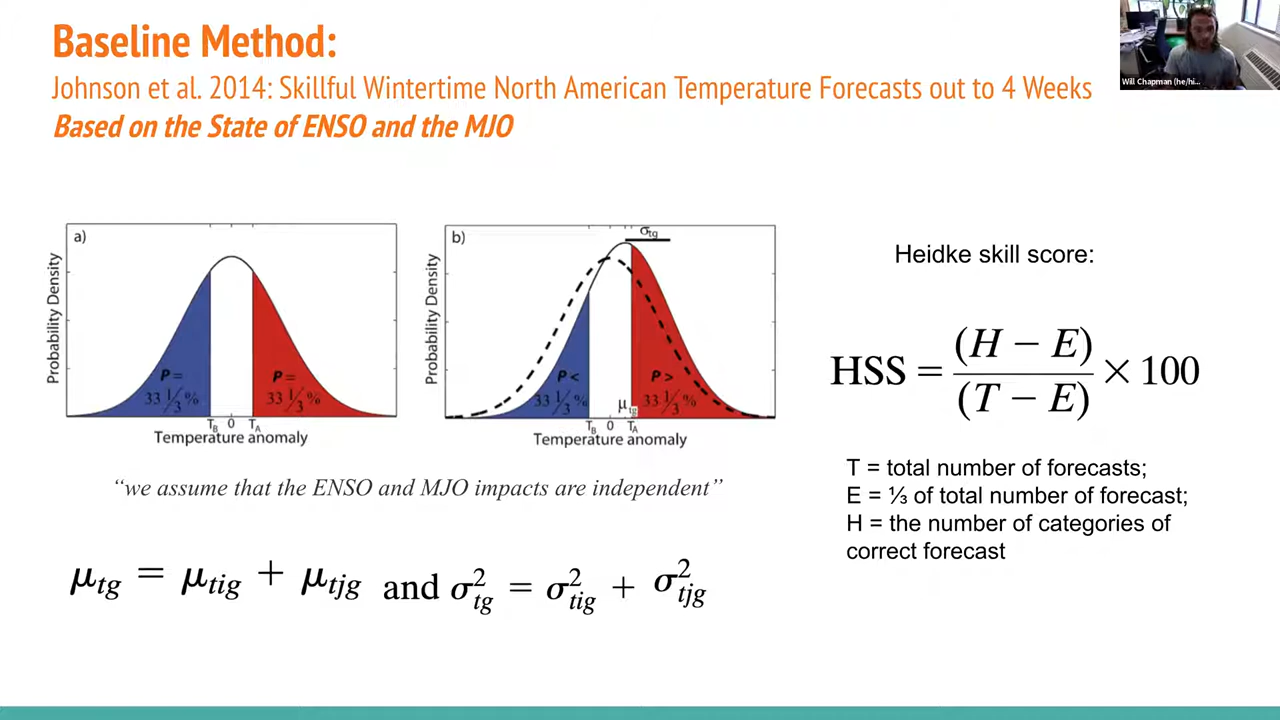 Baseline Method:
Johnson et al. 2014: Skillful Wintertime North American Temperature Forecasts out to 4 Weeks
Based on the State of ENSO and the MJO
Will Chapman (he/hi...
a)
Probability Density
P =
33 1/3 %
P =
33 1/3 %
T_B 0 T_A
Temperature anomaly
b)
σ_tg
Probability Density
P <
33 1/3 %
P >
33 1/3 %
μ_tg
T_B 0 T_A
Temperature anomaly
“we assume that the ENSO and MJO impacts are independent”
μ_tg = μ_tig + μ_tjg and σ²_tg = σ²_tig + σ²_tjg
Heidke skill score:
HSS = (H − E) / (T − E) × 100
T = total number of forecasts;
E = ⅓ of total number of forecast;
H = the number of categories of
correct forecast